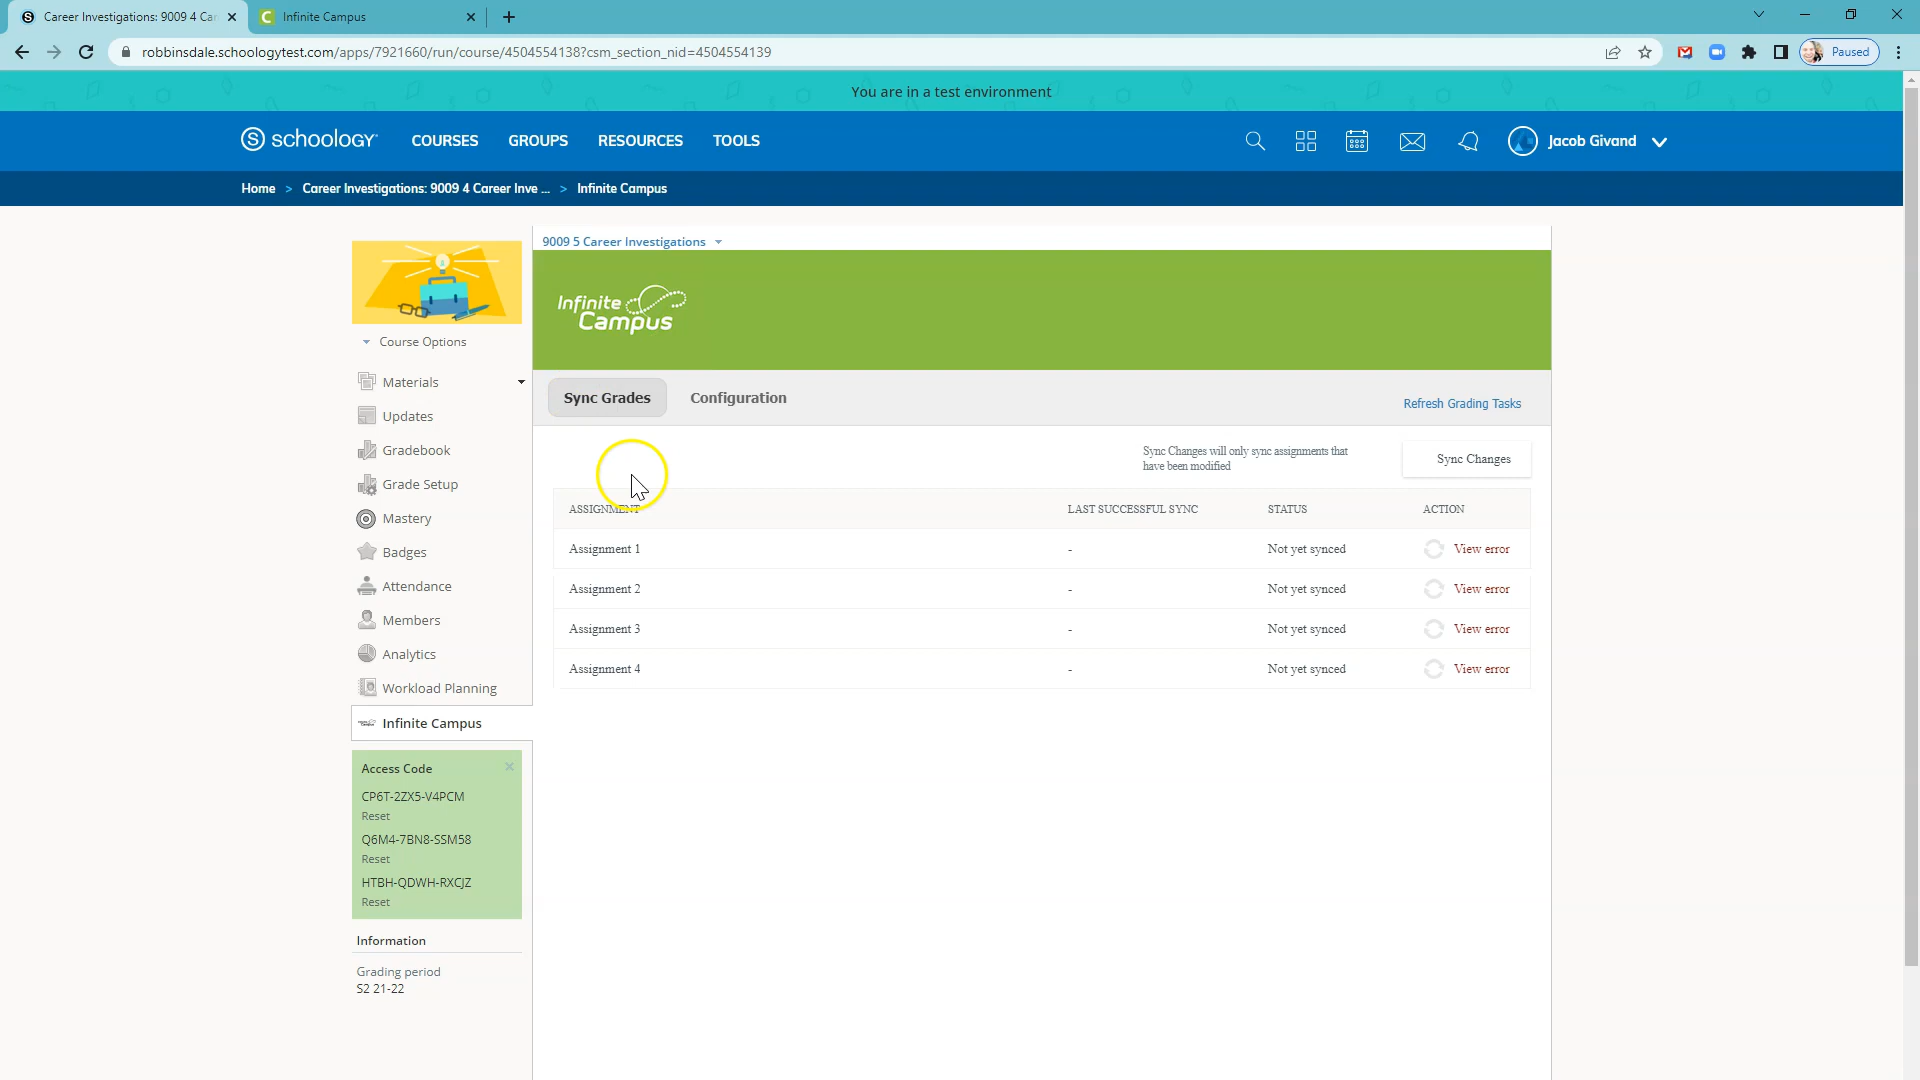 Career Investigations: 9009 4 Car
Infinite Campus
robbinsdale.schoologytest.com/apps/7921660/run/course/4504554138?csm_section_nid=4504554139
Paused
You are in a test environment
schoology
COURSES
GROUPS
RESOURCES
TOOLS
Jacob Givand
Home > Career Investigations: 9009 4 Career Inve ... > Infinite Campus
9009 5 Career Investigations
Infinite
Campus
Course Options
Materials
Updates
Gradebook
Grade Setup
Mastery
Badges
Attendance
Members
Analytics
Workload Planning
Infinite Campus
Access Code
CP6T-2ZX5-V4PCM
Reset
Q6M4-7BN8-SSM58
Reset
HTBH-QDWH-RXCJZ
Reset
Information
Grading period
S2 21-22
Sync Grades
Configuration
Refresh Grading Tasks
Sync Changes will only sync assignments that
have been modified
Sync Changes
ASSIGNMENT LAST SUCCESSFUL SYNC STATUS ACTION
Assignment 1 - Not yet synced View error
Assignment 2 - Not yet synced View error
Assignment 3 - Not yet synced View error
Assignment 4 - Not yet synced View error